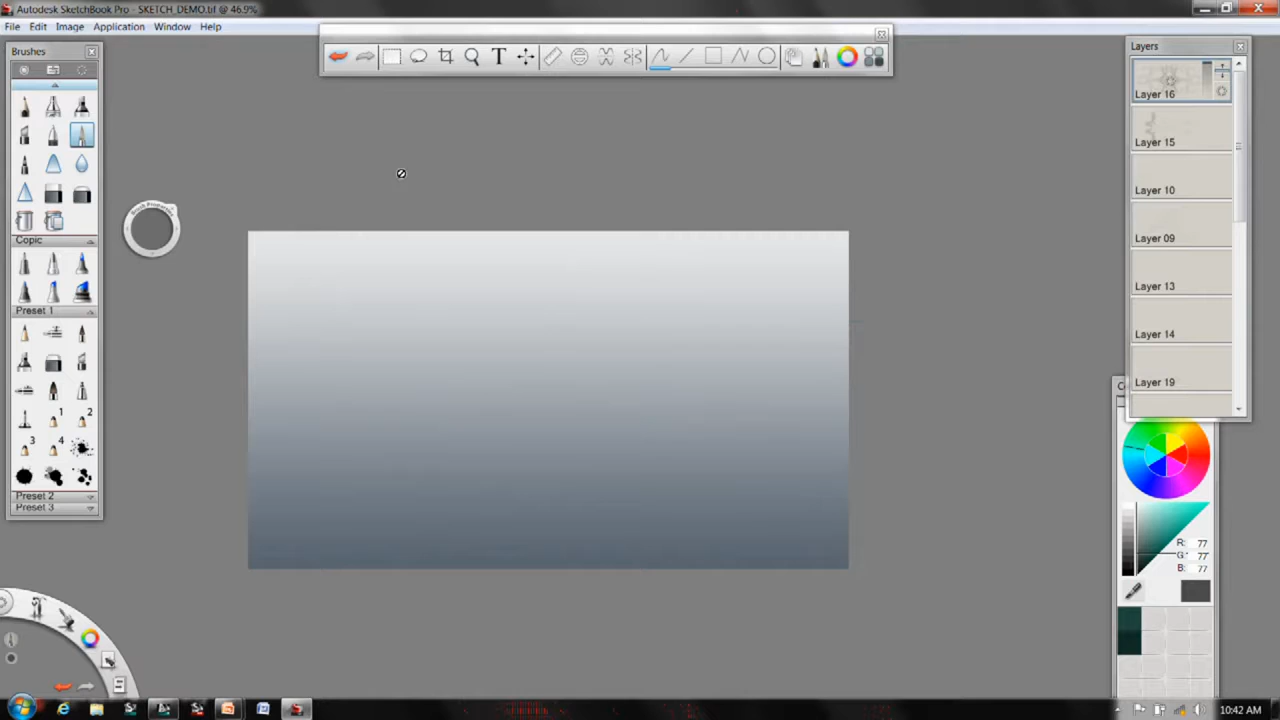 Autodesk SketchBook Pro - SKETCH_DEMO.tif @ 46.9%
File Edit Image Application Window Help
Brushes
Copic
Preset 1
1 2
3 4
Preset 2
Preset 3
Brush Properties
T
Layers
Layer 16
Layer 15
Layer 10
Layer 09
Layer 13
Layer 14
Layer 19
R: 77
G: 77
B: 77
10:42 AM